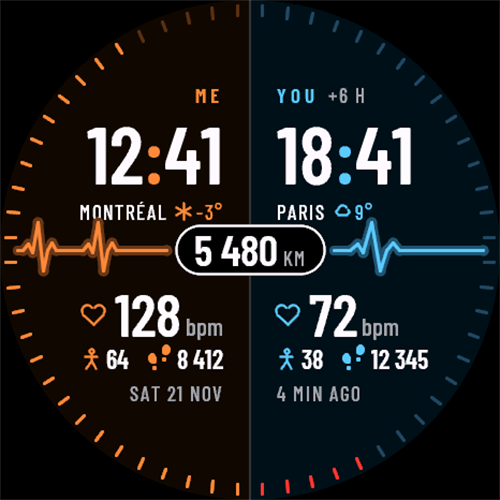 ME
12:41
MONTRÉAL -3°
YOU +6 H
18:41
PARIS 9°
5 480 KM
128 bpm
64 8 412
SAT 21 NOV
72 bpm
38 12 345
4 MIN AGO